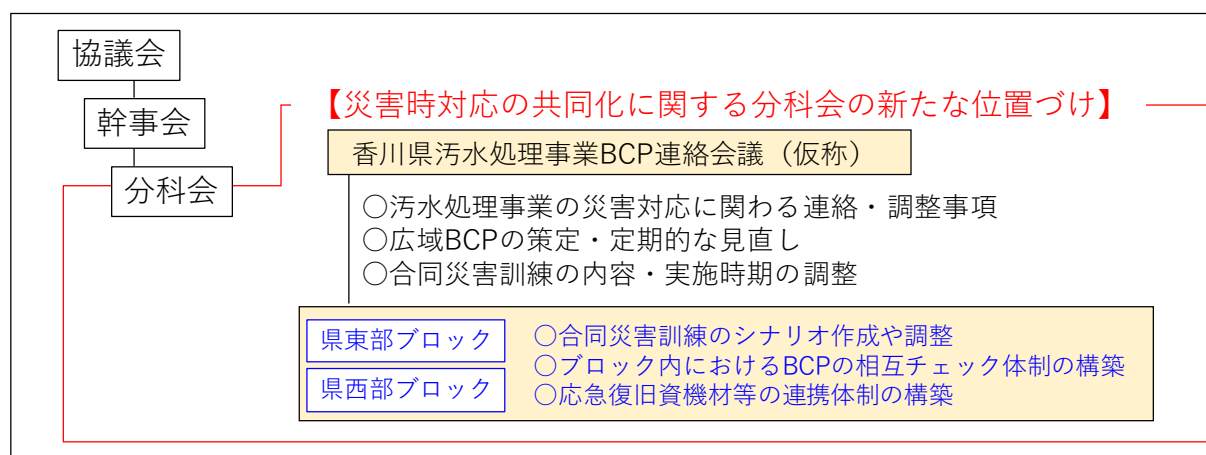 協議会
幹事会
分科会
【災害時対応の共同化に関する分科会の新たな位置づけ】
香川県汚水処理事業BCP連絡会議（仮称）
○汚水処理事業の災害対応に関わる連絡・調整事項
○広域BCPの策定・定期的な見直し
○合同災害訓練の内容・実施時期の調整
県東部ブロック
県西部ブロック
○合同災害訓練のシナリオ作成や調整
○ブロック内におけるBCPの相互チェック体制の構築
○応急復旧資機材等の連携体制の構築